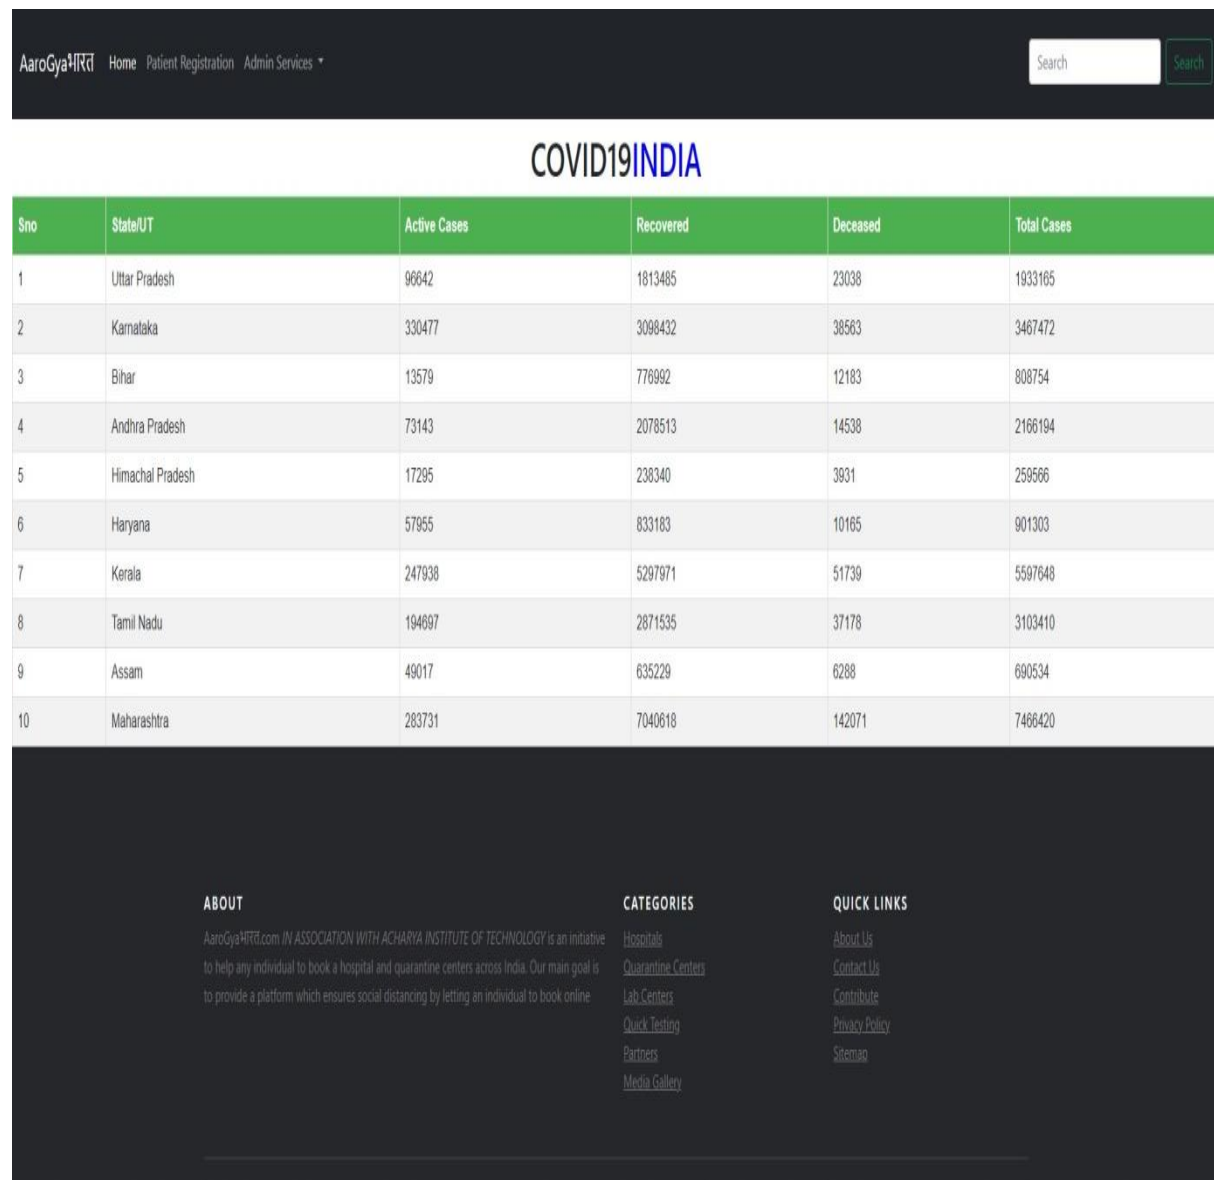 AaroGyaभारत Home Patient Registration Admin Services Search Search
COVID19INDIA
Sno State/UT Active Cases Recovered Deceased Total Cases
1 Uttar Pradesh 96642 1813485 23038 1933165
2 Karnataka 330477 3098432 38563 3467472
3 Bihar 13579 776992 12183 808754
4 Andhra Pradesh 73143 2078513 14538 2166194
5 Himachal Pradesh 17295 238340 3931 259566
6 Haryana 57955 833183 10165 901303
7 Kerala 247938 5297971 51739 5597648
8 Tamil Nadu 194697 2871535 37178 3103410
9 Assam 49017 635229 6288 690534
10 Maharashtra 283731 7040618 142071 7466420
ABOUT
AaroGyaभारत.com IN ASSOCIATION WITH ACHARYA INSTITUTE OF TECHNOLOGY is an initiative
to help any individual to book a hospital and quarantine centers across India. Our main goal is
to provide a platform which ensures social distancing by letting an individual to book online
CATEGORIES
Hospitals
Quarantine Centers
Lab Centers
Quick Testing
Partners
Media Gallery
QUICK LINKS
About Us
Contact Us
Contribute
Privacy Policy
Sitemap